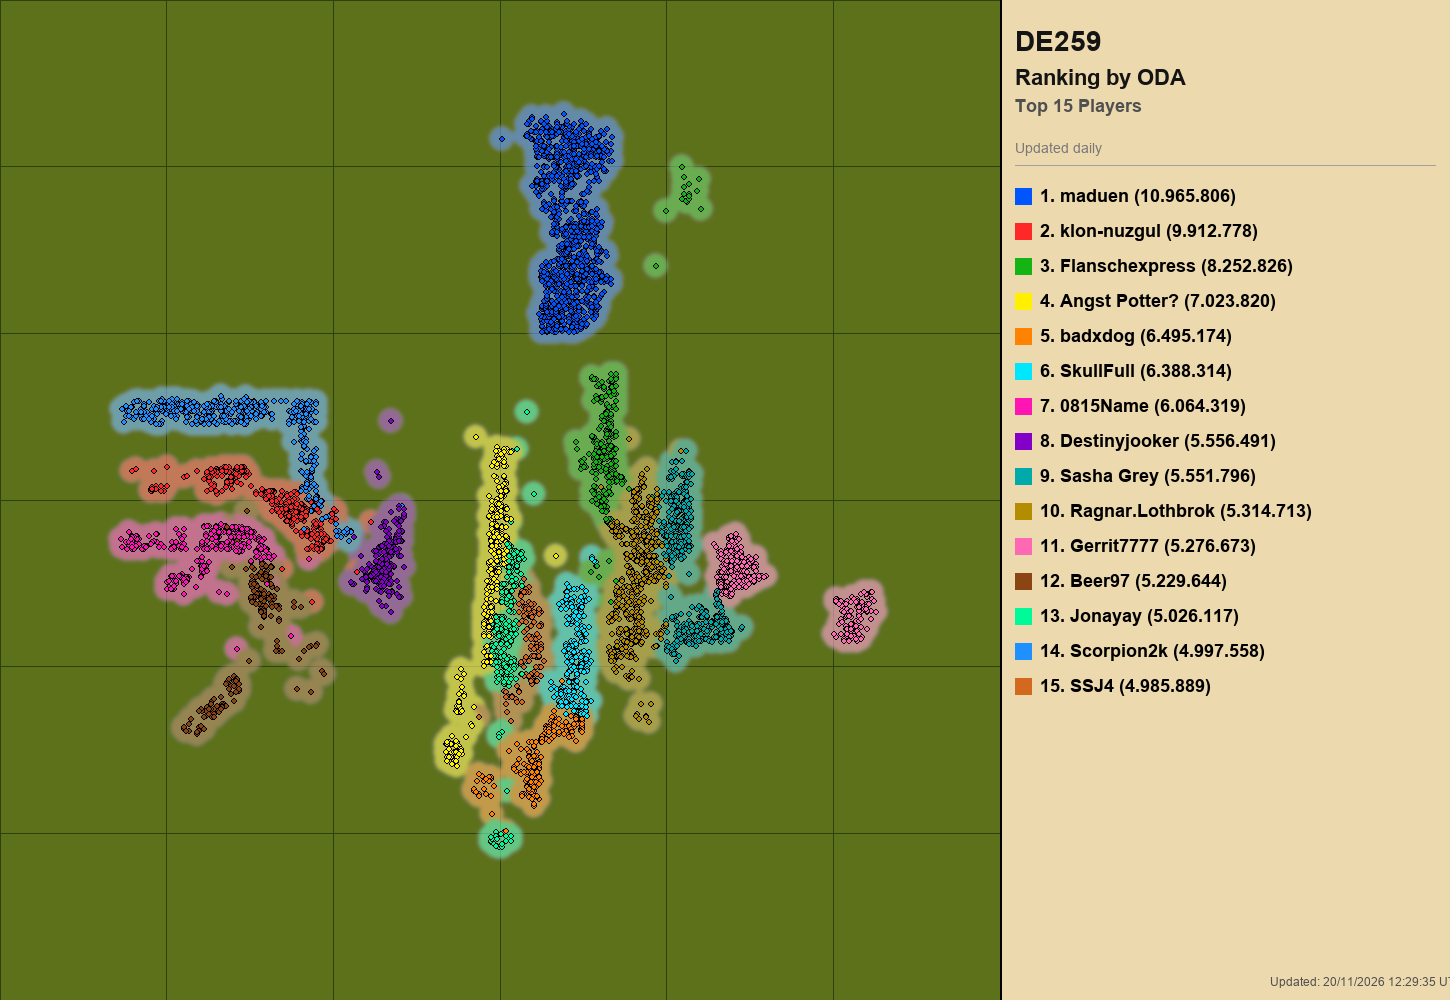 DE259
Ranking by ODA
Top 15 Players
Updated daily
1. maduen (10.965.806)
2. klon-nuzgul (9.912.778)
3. Flanschexpress (8.252.826)
4. Angst Potter? (7.023.820)
5. badxdog (6.495.174)
6. SkullFull (6.388.314)
7. 0815Name (6.064.319)
8. Destinyjooker (5.556.491)
9. Sasha Grey (5.551.796)
10. Ragnar.Lothbrok (5.314.713)
11. Gerrit7777 (5.276.673)
12. Beer97 (5.229.644)
13. Jonayay (5.026.117)
14. Scorpion2k (4.997.558)
15. SSJ4 (4.985.889)
Updated: 20/11/2026 12:29:35 U